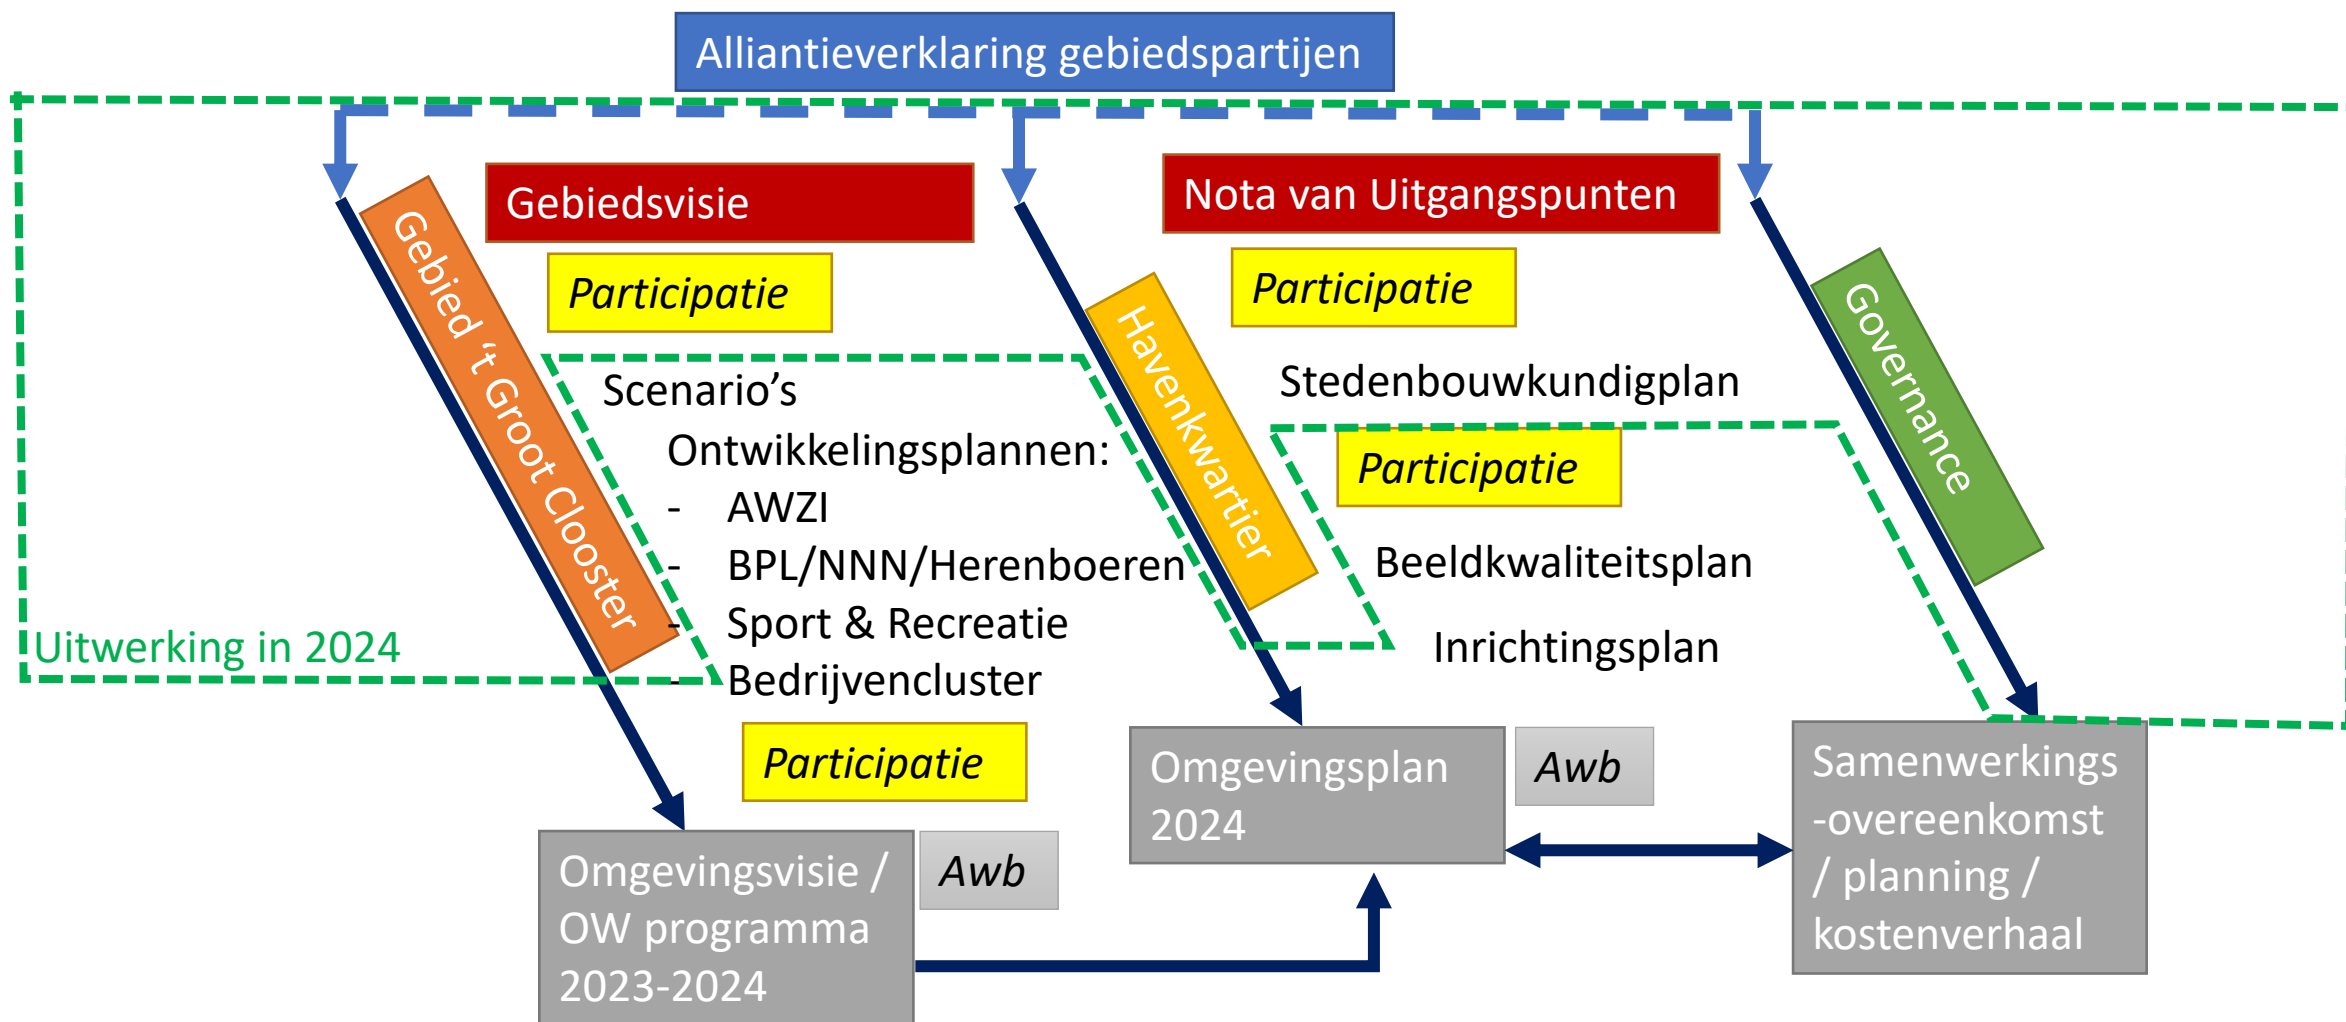 Alliantieverklaring gebiedspartijen
Gebied ‘t Groot Clooster
Gebiedsvisie
Participatie
Scenario’s
Ontwikkelingsplannen:
- AWZI
- BPL/NNN/Herenboeren
- Sport & Recreatie
- Bedrijvencluster
Participatie
Uitwerking in 2024
Omgevingsvisie /
OW programma
2023-2024
Awb
Havenkwartier
Nota van Uitgangspunten
Participatie
Stedenbouwkundigplan
Participatie
Beeldkwaliteitsplan
Inrichtingsplan
Omgevingsplan
2024
Awb
Governance
Samenwerkings
-overeenkomst
/ planning /
kostenverhaal